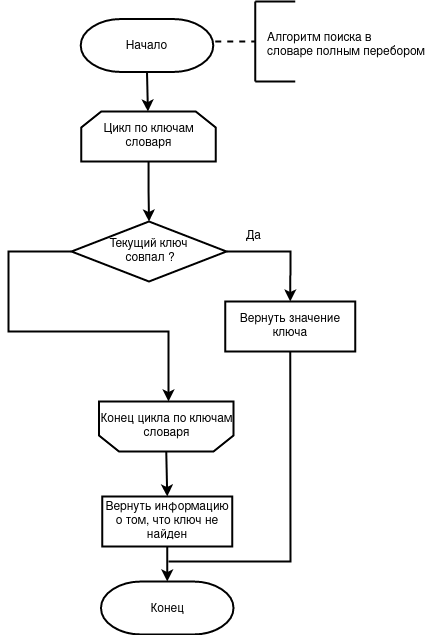 Начало
Алгоритм поиска в
словаре полным перебором
Цикл по ключам
словаря
Текущий ключ
совпал ?
Да
Вернуть значение
ключа
Конец цикла по ключам
словаря
Вернуть информацию
о том, что ключ не
найден
Конец